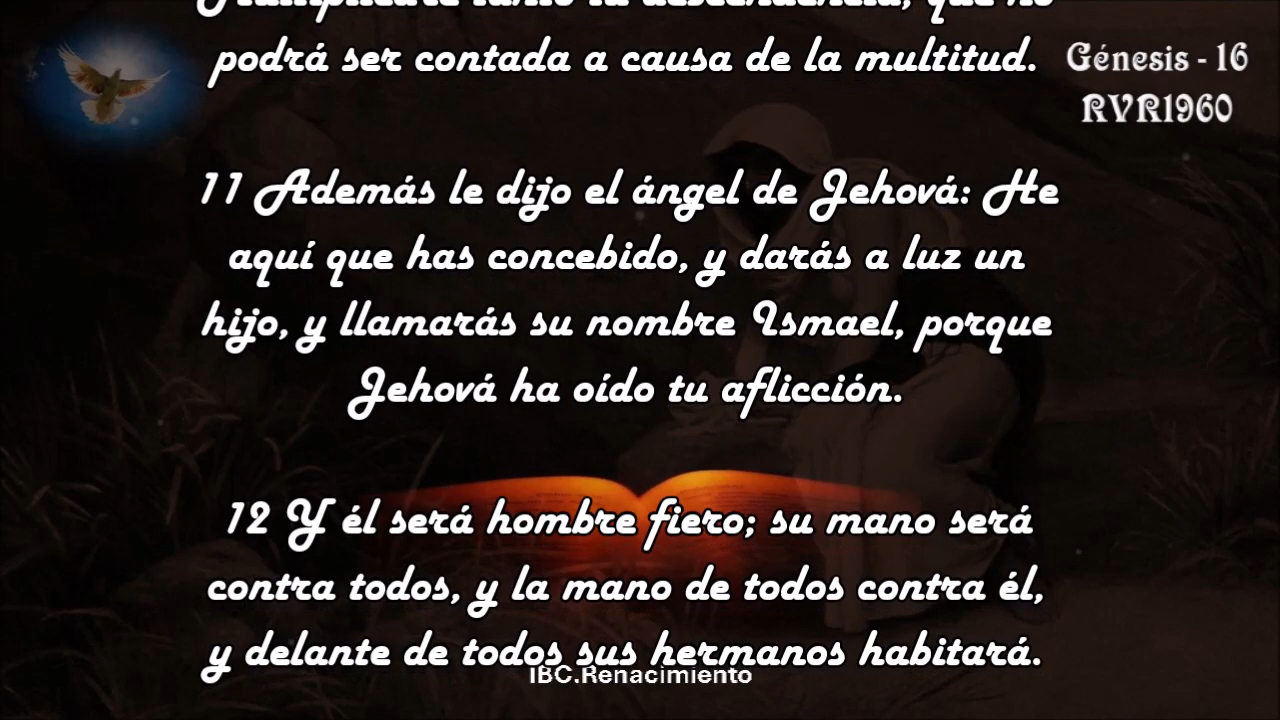 podrá ser contada a causa de la multitud.
Génesis - 16
RVR1960
11 Además le dijo el ángel de Jehová: He
aquí que has concebido, y darás a luz un
hijo, y llamarás su nombre Ismael, porque
Jehová ha oído tu aflicción.
12 Y él será hombre fiero; su mano será
contra todos, y la mano de todos contra él,
y delante de todos sus hermanos habitará.
IBC.Renacimiento